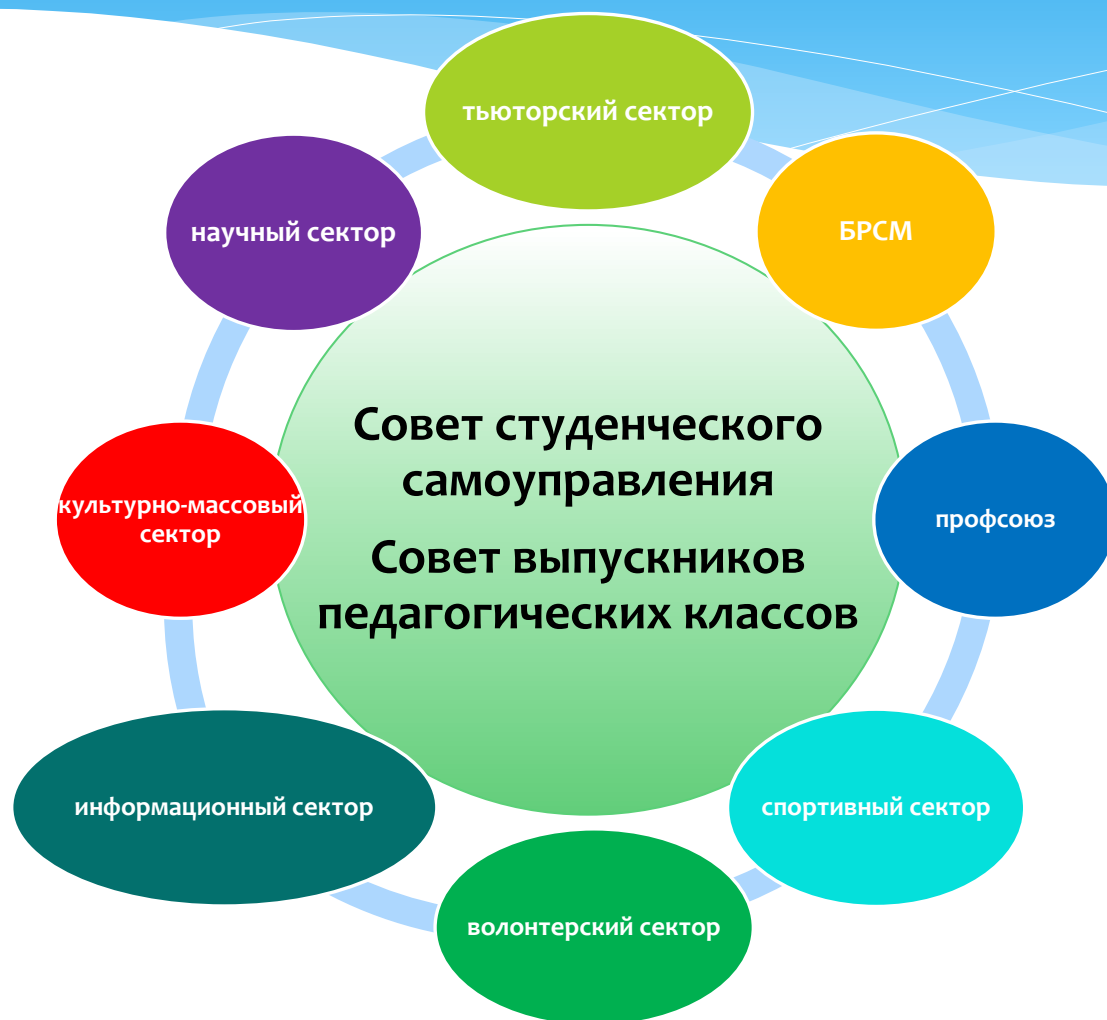 тьюторский сектор
научный сектор
БРСМ
Совет студенческого
самоуправления
Совет выпускников
педагогических классов
культурно-массовый
сектор
профсоюз
информационный сектор
спортивный сектор
волонтерский сектор